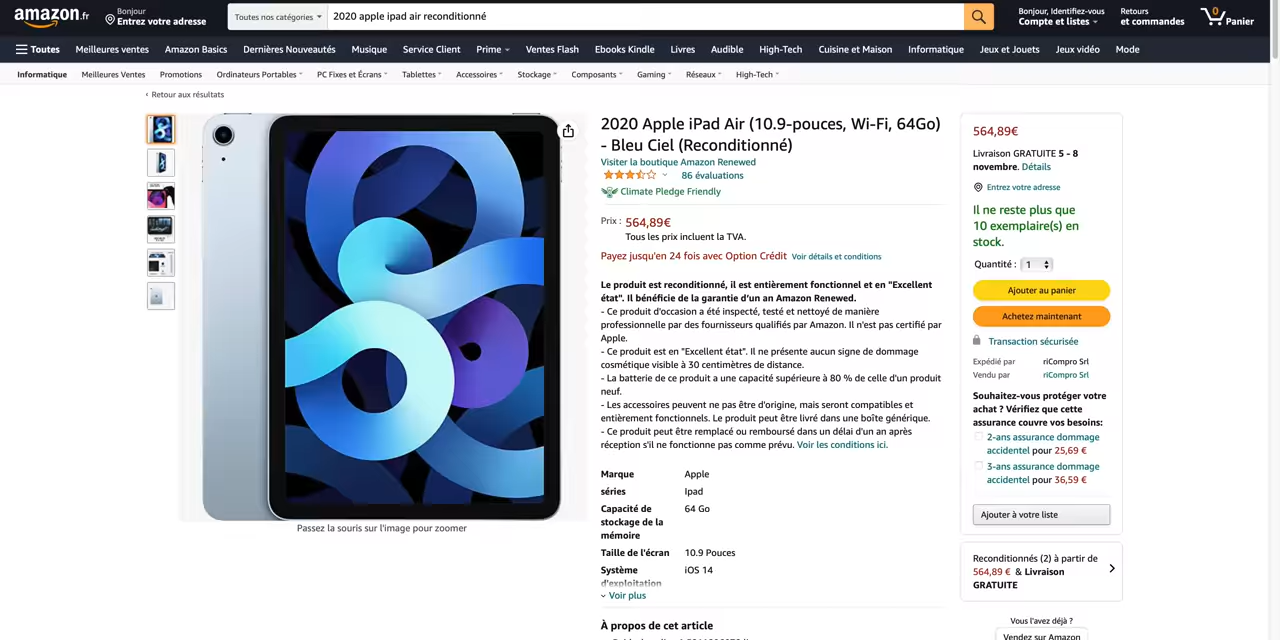 amazon.fr
Bonjour
Entrez votre adresse
Toutes nos catégories
2020 apple ipad air reconditionné
Bonjour, Identifiez-vous
Compte et listes
Retours
et commandes
0
Panier
Toutes
Meilleures ventes
Amazon Basics
Dernières Nouveautés
Musique
Service Client
Prime
Ventes Flash
Ebooks Kindle
Livres
Audible
High-Tech
Cuisine et Maison
Informatique
Jeux et Jouets
Jeux vidéo
Mode
Informatique
Meilleures Ventes
Promotions
Ordinateurs Portables
PC Fixes et Écrans
Tablettes
Accessoires
Stockage
Composants
Gaming
Réseaux
High-Tech
‹ Retour aux résultats
Passez la souris sur l'image pour zoomer
2020 Apple iPad Air (10.9-pouces, Wi-Fi, 64Go)
- Bleu Ciel (Reconditionné)
Visiter la boutique Amazon Renewed
86 évaluations
Climate Pledge Friendly
Prix : 564,89€
Tous les prix incluent la TVA.
Payez jusqu'en 24 fois avec Option Crédit Voir détails et conditions
Le produit est reconditionné, il est entièrement fonctionnel et en "Excellent
état". Il bénéficie de la garantie d’un an Amazon Renewed.
- Ce produit d'occasion a été inspecté, testé et nettoyé de manière
professionnelle par des fournisseurs qualifiés par Amazon. Il n'est pas certifié par
Apple.
- Ce produit est en "Excellent état". Il ne présente aucun signe de dommage
cosmétique visible à 30 centimètres de distance.
- La batterie de ce produit a une capacité supérieure à 80 % de celle d'un produit
neuf.
- Les accessoires peuvent ne pas être d'origine, mais seront compatibles et
entièrement fonctionnels. Le produit peut être livré dans une boîte générique.
- Ce produit peut être remplacé ou remboursé dans un délai d'un an après
réception s'il ne fonctionne pas comme prévu. Voir les conditions ici.
Marque Apple
séries Ipad
Capacité de 64 Go
stockage de la
mémoire
Taille de l'écran 10.9 Pouces
Système iOS 14
d'exploitation
Voir plus
À propos de cet article
564,89€
Livraison GRATUITE 5 - 8
novembre. Détails
Entrez votre adresse
Il ne reste plus que
10 exemplaire(s) en
stock.
Quantité : 1
Ajouter au panier
Achetez maintenant
Transaction sécurisée
Expédié par riCompro Srl
Vendu par riCompro Srl
Souhaitez-vous protéger votre
achat ? Vérifiez que cette
assurance couvre vos besoins:
2-ans assurance dommage
accidentel pour 25,69 €
3-ans assurance dommage
accidentel pour 36,59 €
Ajouter à votre liste
Reconditionnés (2) à partir de
564,89 € & Livraison
GRATUITE
Vous l'avez déjà ?
Vendez sur Amazon